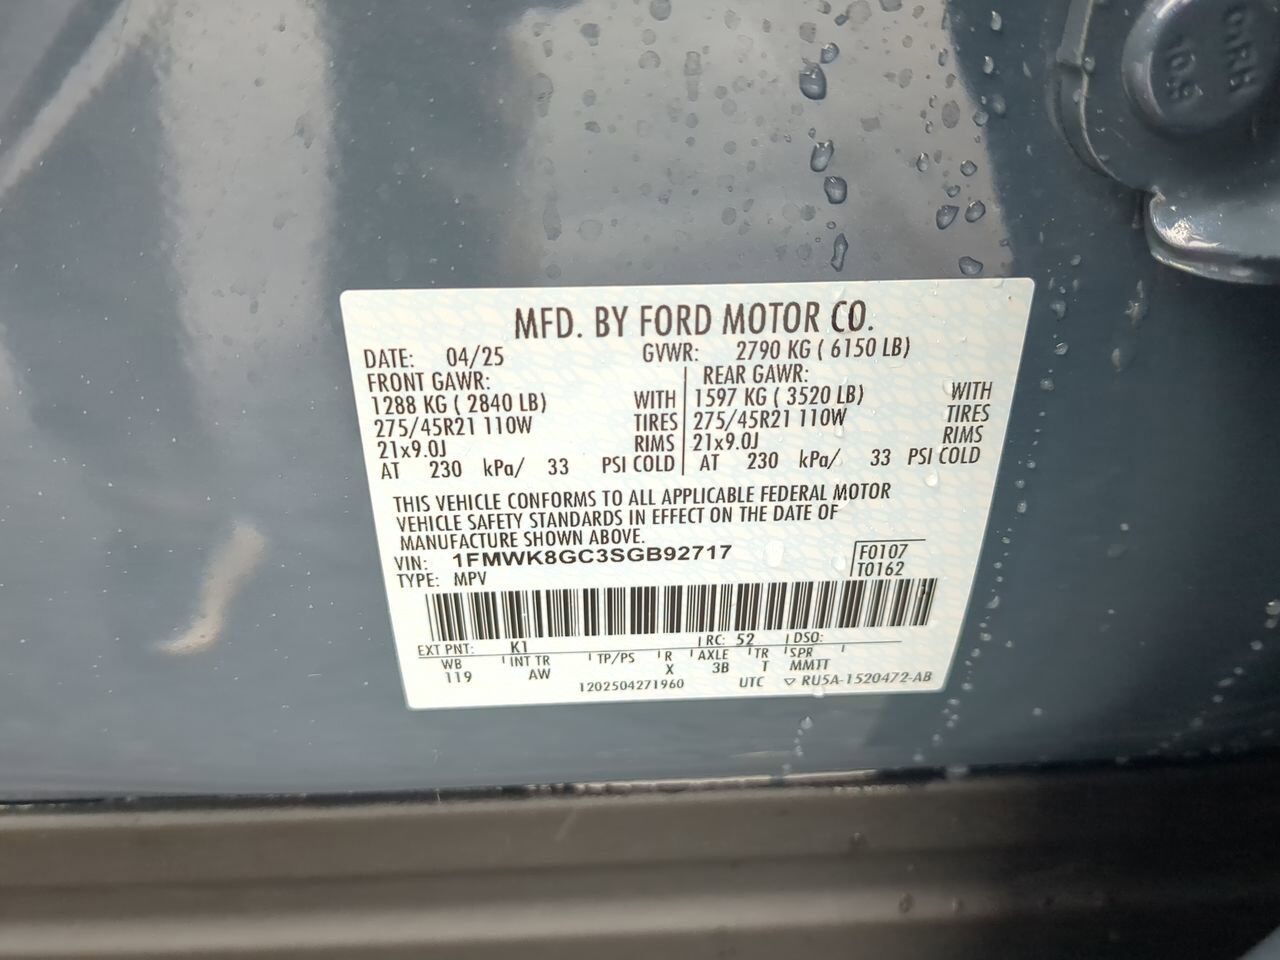 ORH
10.9
MFD. BY FORD MOTOR CO.
DATE: 04/25 GVWR: 2790 KG ( 6150 LB)
FRONT GAWR: REAR GAWR:
1288 KG ( 2840 LB) WITH 1597 KG ( 3520 LB) WITH
275/45R21 110W TIRES 275/45R21 110W TIRES
21x9.0J RIMS 21x9.0J RIMS
AT 230 kPa/ 33 PSI COLD AT 230 kPa/ 33 PSI COLD
THIS VEHICLE CONFORMS TO ALL APPLICABLE FEDERAL MOTOR
VEHICLE SAFETY STANDARDS IN EFFECT ON THE DATE OF
MANUFACTURE SHOWN ABOVE.
VIN: 1FMWK8GC3SGB92717 F0107
TYPE: MPV T0162
EXT PNT: K1 RC: 52 DSO:
WB INT TR TP/PS R AXLE TR SPR
119 AW X 3B T MMTT
1202504271960 UTC ▽ RU5A-1520472-AB